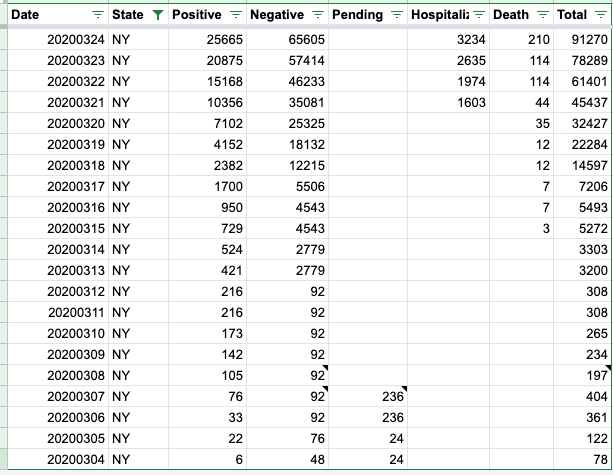 Date State Positive Negative Pending Hospitaliz Death Total
20200324 NY 25665 65605 3234 210 91270
20200323 NY 20875 57414 2635 114 78289
20200322 NY 15168 46233 1974 114 61401
20200321 NY 10356 35081 1603 44 45437
20200320 NY 7102 25325 35 32427
20200319 NY 4152 18132 12 22284
20200318 NY 2382 12215 12 14597
20200317 NY 1700 5506 7 7206
20200316 NY 950 4543 7 5493
20200315 NY 729 4543 3 5272
20200314 NY 524 2779 3303
20200313 NY 421 2779 3200
20200312 NY 216 92 308
20200311 NY 216 92 308
20200310 NY 173 92 265
20200309 NY 142 92 234
20200308 NY 105 92 197
20200307 NY 76 92 236 404
20200306 NY 33 92 236 361
20200305 NY 22 76 24 122
20200304 NY 6 48 24 78